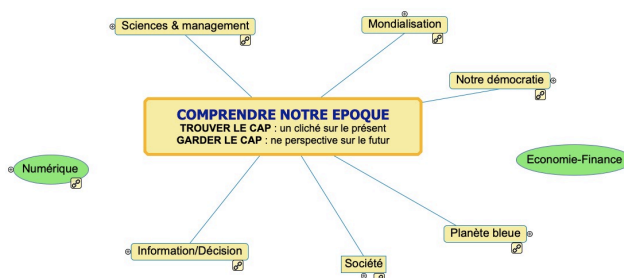 Sciences & management
Mondialisation
Notre démocratie
COMPRENDRE NOTRE EPOQUE
TROUVER LE CAP : un cliché sur le présent
GARDER LE CAP : ne perspective sur le futur
Numérique
Economie-Finance
Planète bleue
Information/Décision
Société